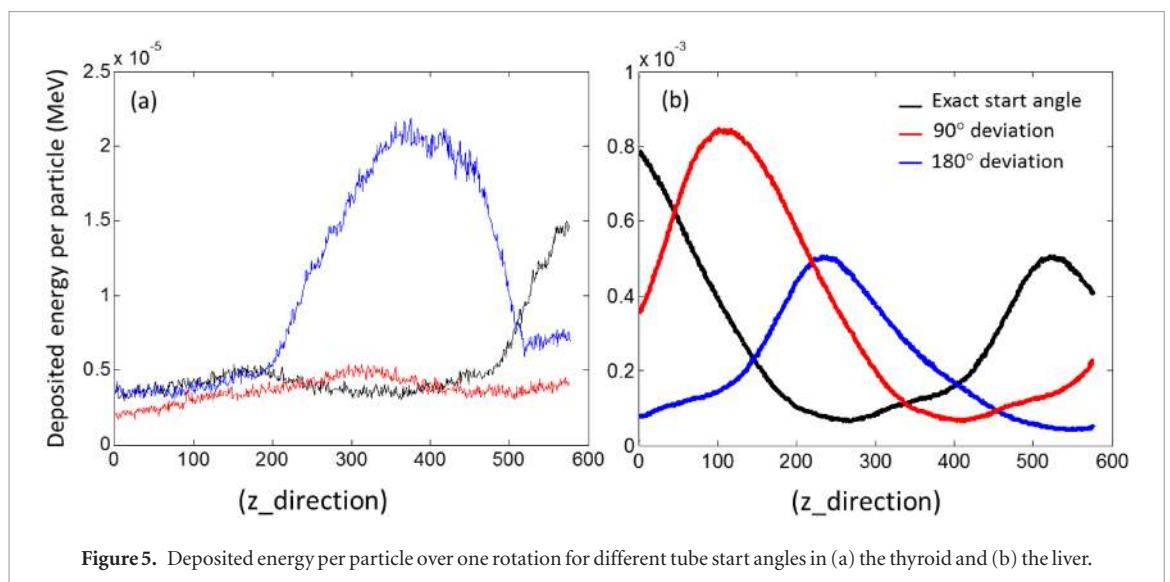 x 10⁻⁵
2.5
2
1.5
1
0.5
0
0 100 200 300 400 500 600
Deposited energy per particle (MeV)
(z_direction)
(a)
x 10⁻³
1
0.8
0.6
0.4
0.2
0
0 100 200 300 400 500 600
(z_direction)
(b)
Exact start angle
90° deviation
180° deviation
Figure 5. Deposited energy per particle over one rotation for different tube start angles in (a) the thyroid and (b) the liver.